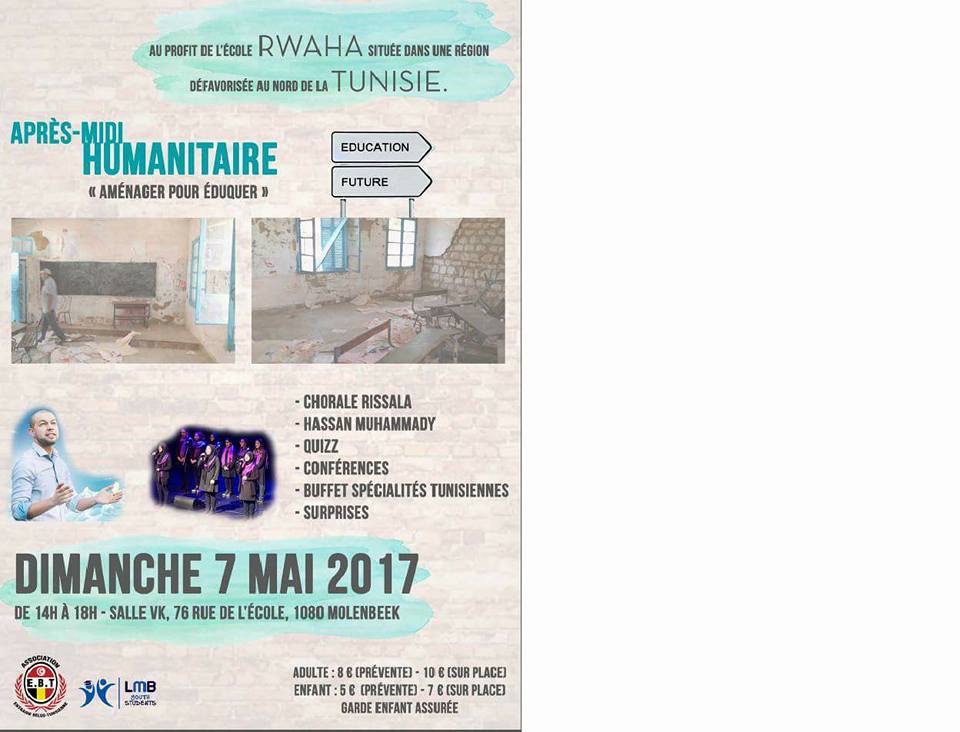 AU PROFIT DE L'ÉCOLE RWAHA SITUÉE DANS UNE RÉGION
DÉFAVORISÉE AU NORD DE LA TUNISIE.
APRÈS-MIDI
HUMANITAIRE
« AMÉNAGER POUR ÉDUQUER »
EDUCATION
FUTURE
- CHORALE RISSALA
- HASSAN MUHAMMADY
- QUIZZ
- CONFÉRENCES
- BUFFET SPÉCIALITÉS TUNISIENNES
- SURPRISES
DIMANCHE 7 MAI 2017
DE 14H À 18H - SALLE VK, 76 RUE DE L'ÉCOLE, 1080 MOLENBEEK
ASSOCIATION
E.B.T
ENTRAIDE BELGO-TUNISIENNE
LMB
YOUTH
STUDENTS
ADULTE : 8 € (PRÉVENTE) - 10 € (SUR PLACE)
ENFANT : 5 € (PRÉVENTE) - 7 € (SUR PLACE)
GARDE ENFANT ASSURÉE